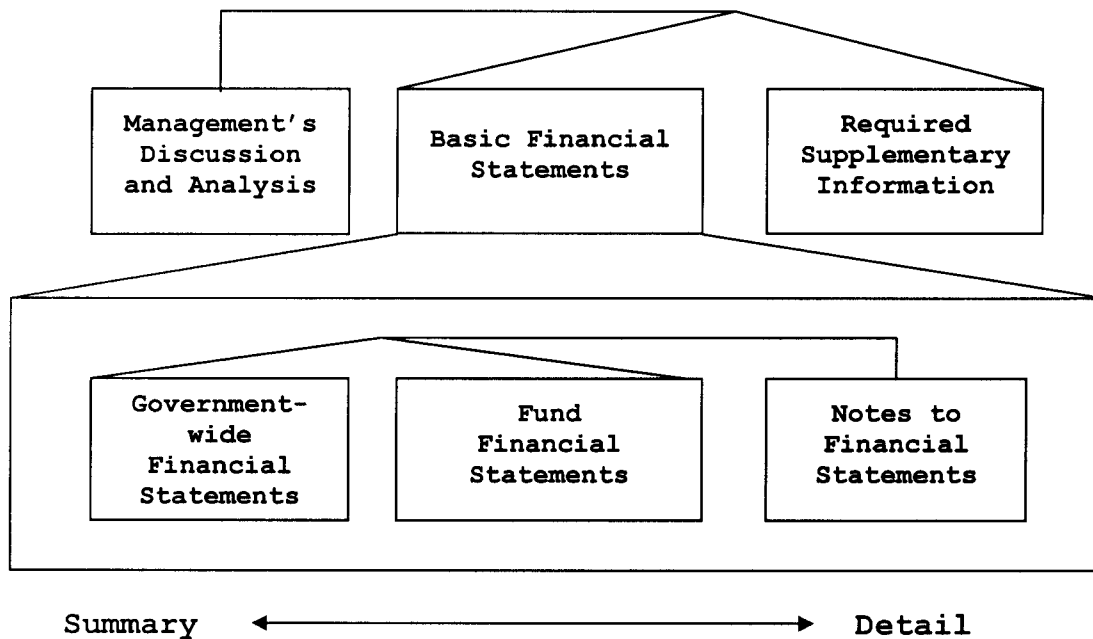 Management's
Discussion
and Analysis
Basic Financial
Statements
Required
Supplementary
Information
Government-
wide
Financial
Statements
Fund
Financial
Statements
Notes to
Financial
Statements
Summary
Detail